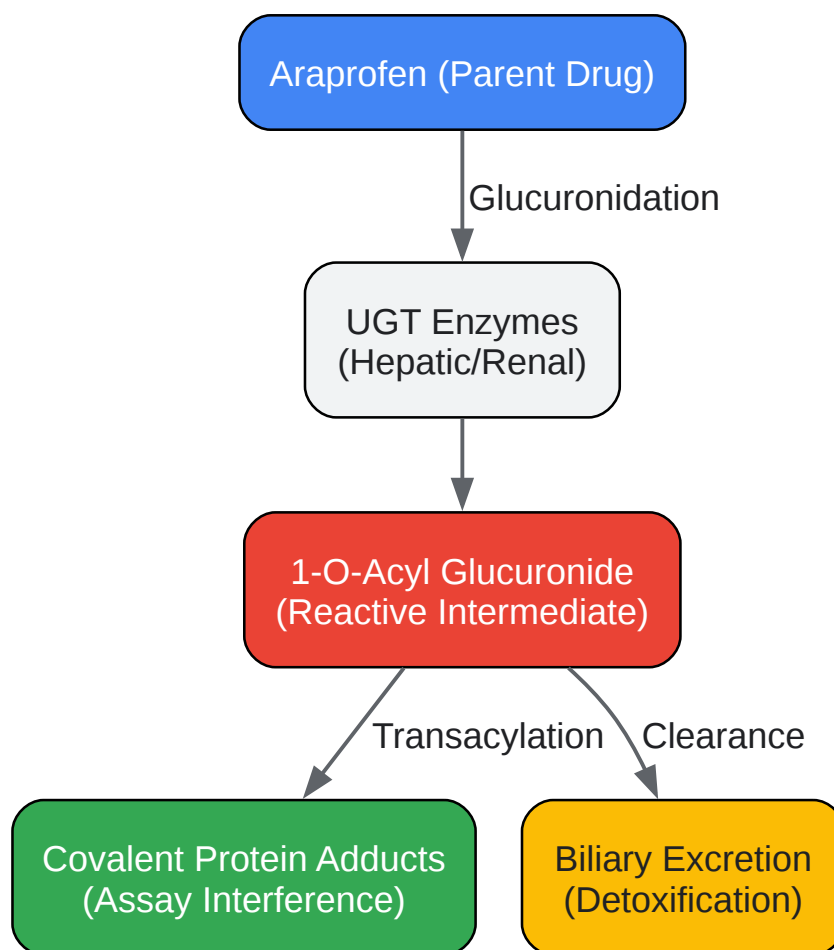 Araprofen (Parent Drug)
Glucuronidation
UGT Enzymes
(Hepatic/Renal)
1-O-Acyl Glucuronide
(Reactive Intermediate)
Transacylation
Clearance
Covalent Protein Adducts
(Assay Interference)
Biliary Excretion
(Detoxification)